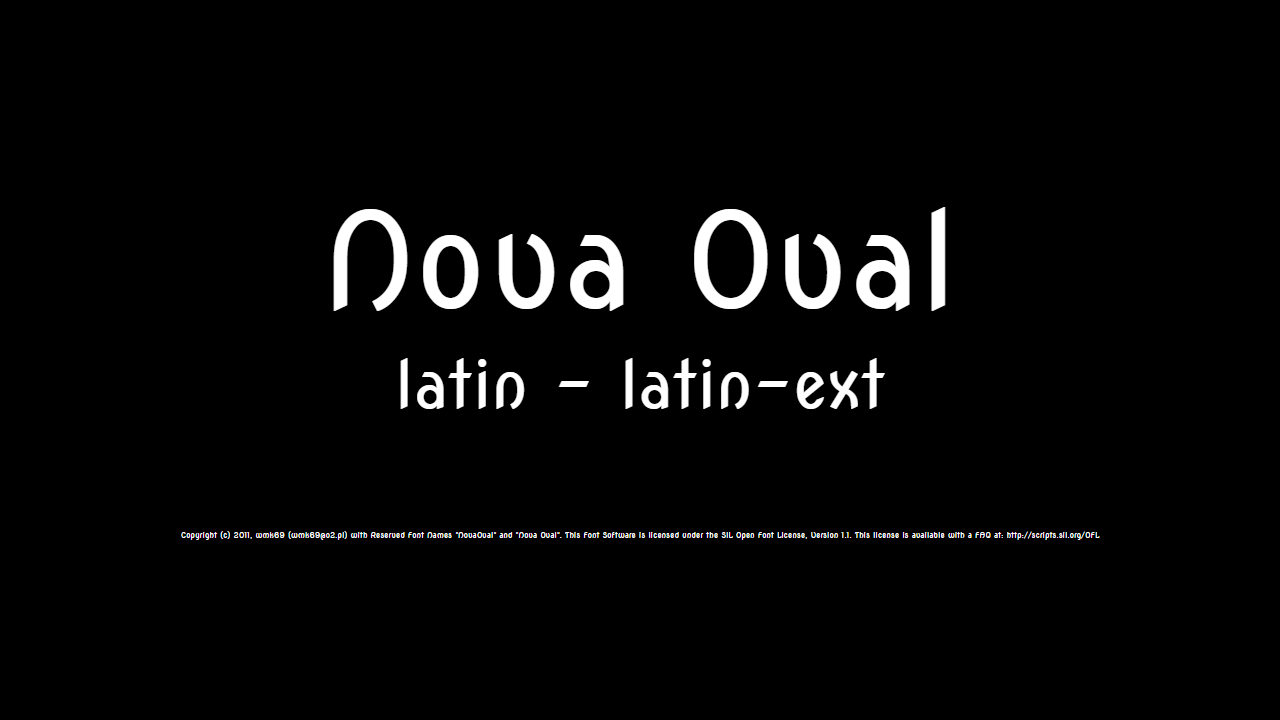 Nova Oval
latin - latin-ext
Copyright (c) 2011, wmk69 (wmk69@o2.pl) with Reserved Font Names "NovaOval" and "Nova Oval". This Font Software is licensed under the SIL Open Font License, Version 1.1. This license is available with a FAQ at: http://scripts.sil.org/OFL